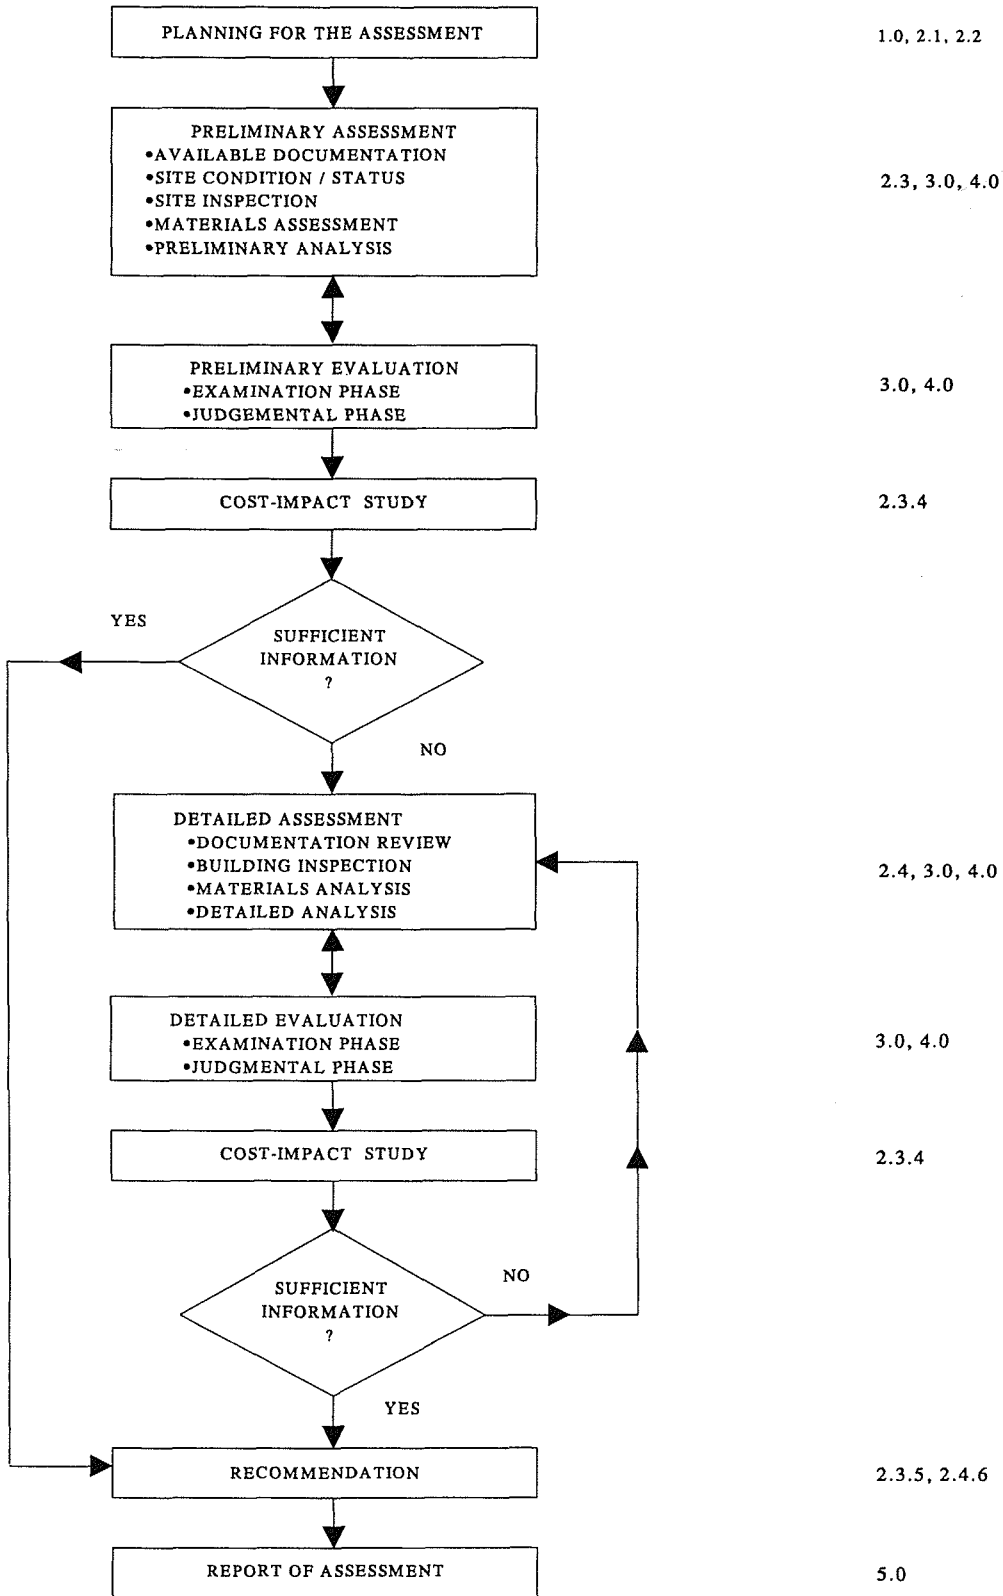 PLANNING FOR THE ASSESSMENT
1.0, 2.1, 2.2
PRELIMINARY ASSESSMENT
•AVAILABLE DOCUMENTATION
•SITE CONDITION / STATUS
•SITE INSPECTION
•MATERIALS ASSESSMENT
•PRELIMINARY ANALYSIS
2.3, 3.0, 4.0
PRELIMINARY EVALUATION
•EXAMINATION PHASE
•JUDGEMENTAL PHASE
3.0, 4.0
COST-IMPACT STUDY
2.3.4
YES
SUFFICIENT
INFORMATION
?
NO
DETAILED ASSESSMENT
•DOCUMENTATION REVIEW
•BUILDING INSPECTION
•MATERIALS ANALYSIS
•DETAILED ANALYSIS
2.4, 3.0, 4.0
DETAILED EVALUATION
•EXAMINATION PHASE
•JUDGMENTAL PHASE
3.0, 4.0
COST-IMPACT STUDY
2.3.4
NO
SUFFICIENT
INFORMATION
?
YES
RECOMMENDATION
2.3.5, 2.4.6
REPORT OF ASSESSMENT
5.0